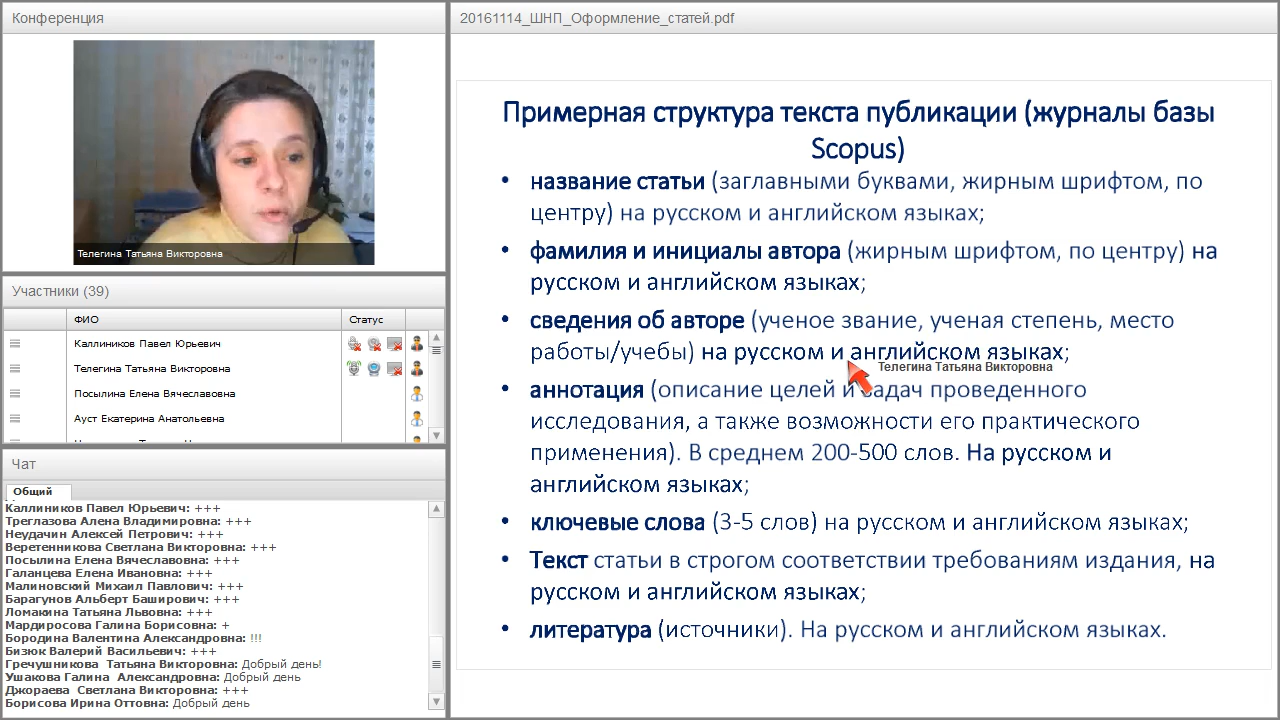 Конференция
Телегина Татьяна Викторовна
Участники (39)
ФИО
Статус
Каллиников Павел Юрьевич
Телегина Татьяна Викторовна
Посылина Елена Вячеславовна
Ауст Екатерина Анатольевна
Чат
Общий
Каллиников Павел Юрьевич: +++
Треглазова Алена Владимировна: +++
Неудачин Алексей Петрович: +++
Веретенникова Светлана Викторовна: +++
Посылина Елена Вячеславовна: +++
Галанцева Елена Ивановна: +++
Малиновский Михаил Павлович: +++
Барагунов Альберт Баширович: +++
Ломакина Татьяна Львовна: +++
Мардиросова Галина Борисовна: +
Бородина Валентина Александровна: !!!
Бизюк Валерий Васильевич: +++
Гречушникова Татьяна Викторовна: Добрый день!
Ушакова Галина Александровна: Добрый день
Джораева Светлана Викторовна: +++
Борисова Ирина Оттовна: Добрый день
20161114_ШНП_Оформление_статей.pdf
Примерная структура текста публикации (журналы базы
Scopus)
• название статьи (заглавными буквами, жирным шрифтом, по
центру) на русском и английском языках;
• фамилия и инициалы автора (жирным шрифтом, по центру) на
русском и английском языках;
• сведения об авторе (ученое звание, ученая степень, место
работы/учебы) на русском и английском языках;
Телегина Татьяна Викторовна
• аннотация (описание целей и задач проведенного
исследования, а также возможности его практического
применения). В среднем 200-500 слов. На русском и
английском языках;
• ключевые слова (3-5 слов) на русском и английском языках;
• Текст статьи в строгом соответствии требованиям издания, на
русском и английском языках;
• литература (источники). На русском и английском языках.